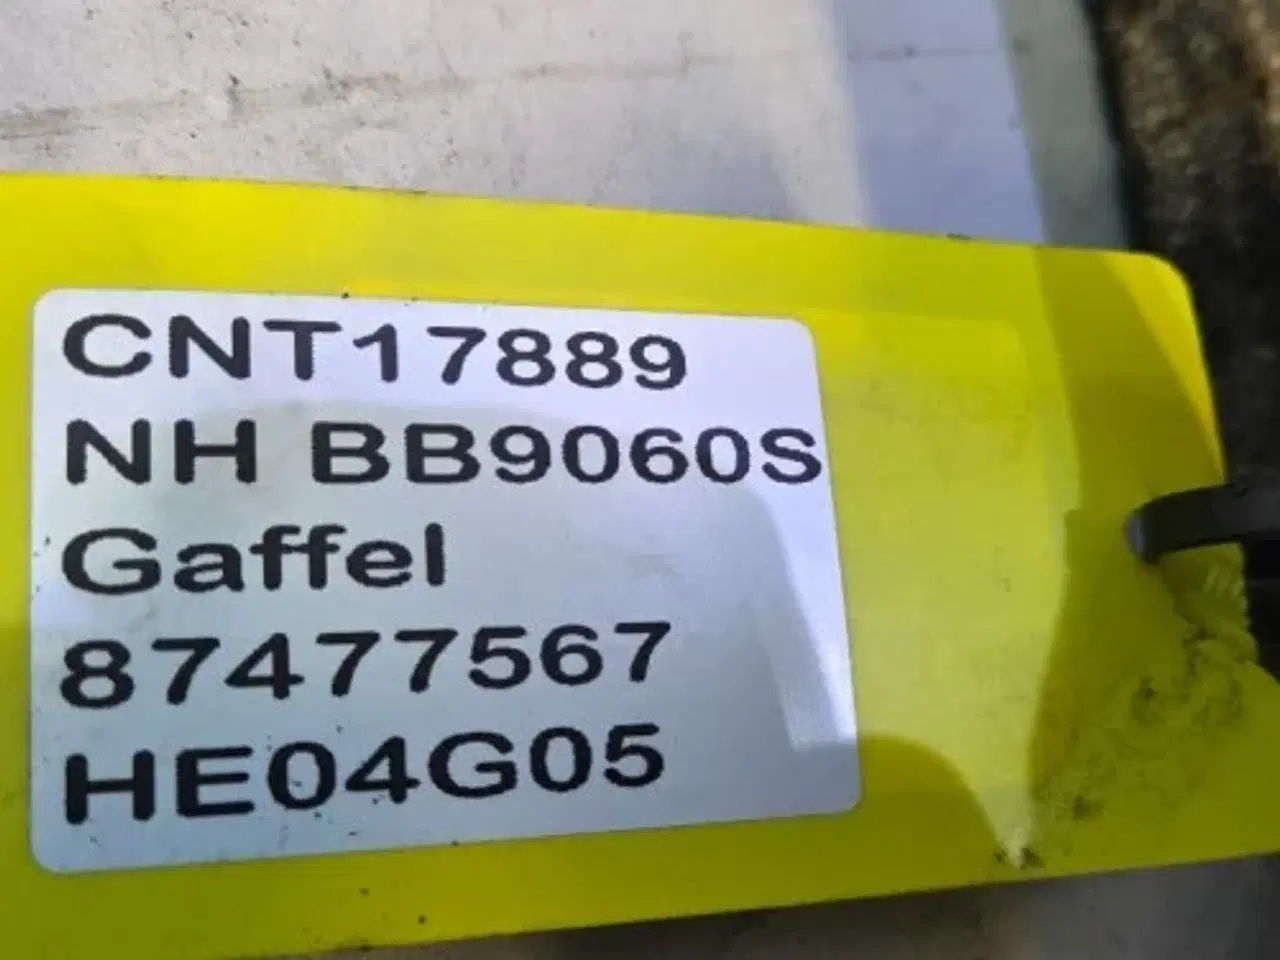 CNT17889
NH BB9060S
Gaffel
87477567
HE04G05